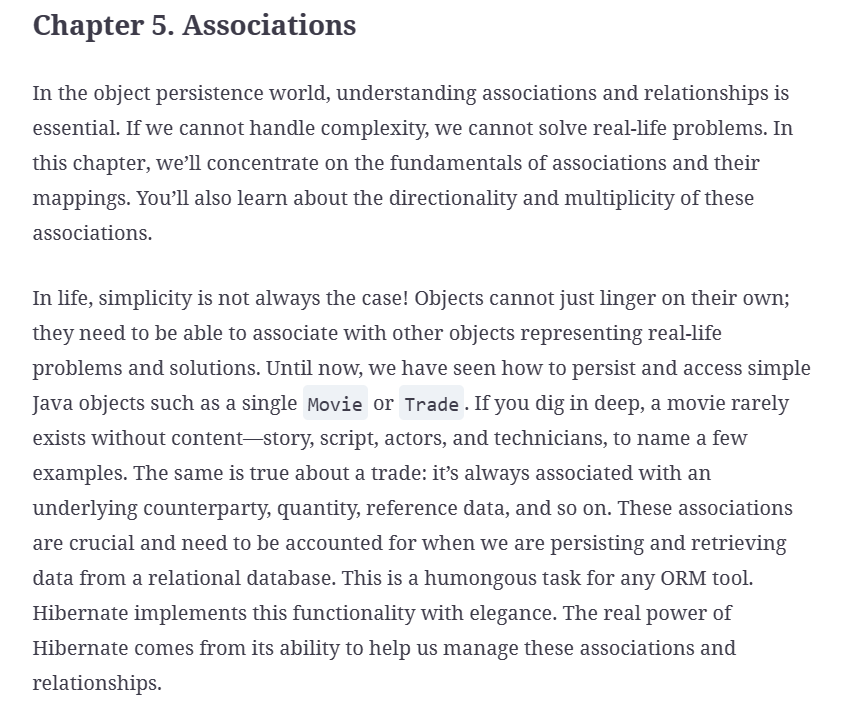 Chapter 5. Associations
In the object persistence world, understanding associations and relationships is
essential. If we cannot handle complexity, we cannot solve real-life problems. In
this chapter, we’ll concentrate on the fundamentals of associations and their
mappings. You’ll also learn about the directionality and multiplicity of these
associations.
In life, simplicity is not always the case! Objects cannot just linger on their own;
they need to be able to associate with other objects representing real-life
problems and solutions. Until now, we have seen how to persist and access simple
Java objects such as a single Movie or Trade. If you dig in deep, a movie rarely
exists without content—story, script, actors, and technicians, to name a few
examples. The same is true about a trade: it’s always associated with an
underlying counterparty, quantity, reference data, and so on. These associations
are crucial and need to be accounted for when we are persisting and retrieving
data from a relational database. This is a humongous task for any ORM tool.
Hibernate implements this functionality with elegance. The real power of
Hibernate comes from its ability to help us manage these associations and
relationships.